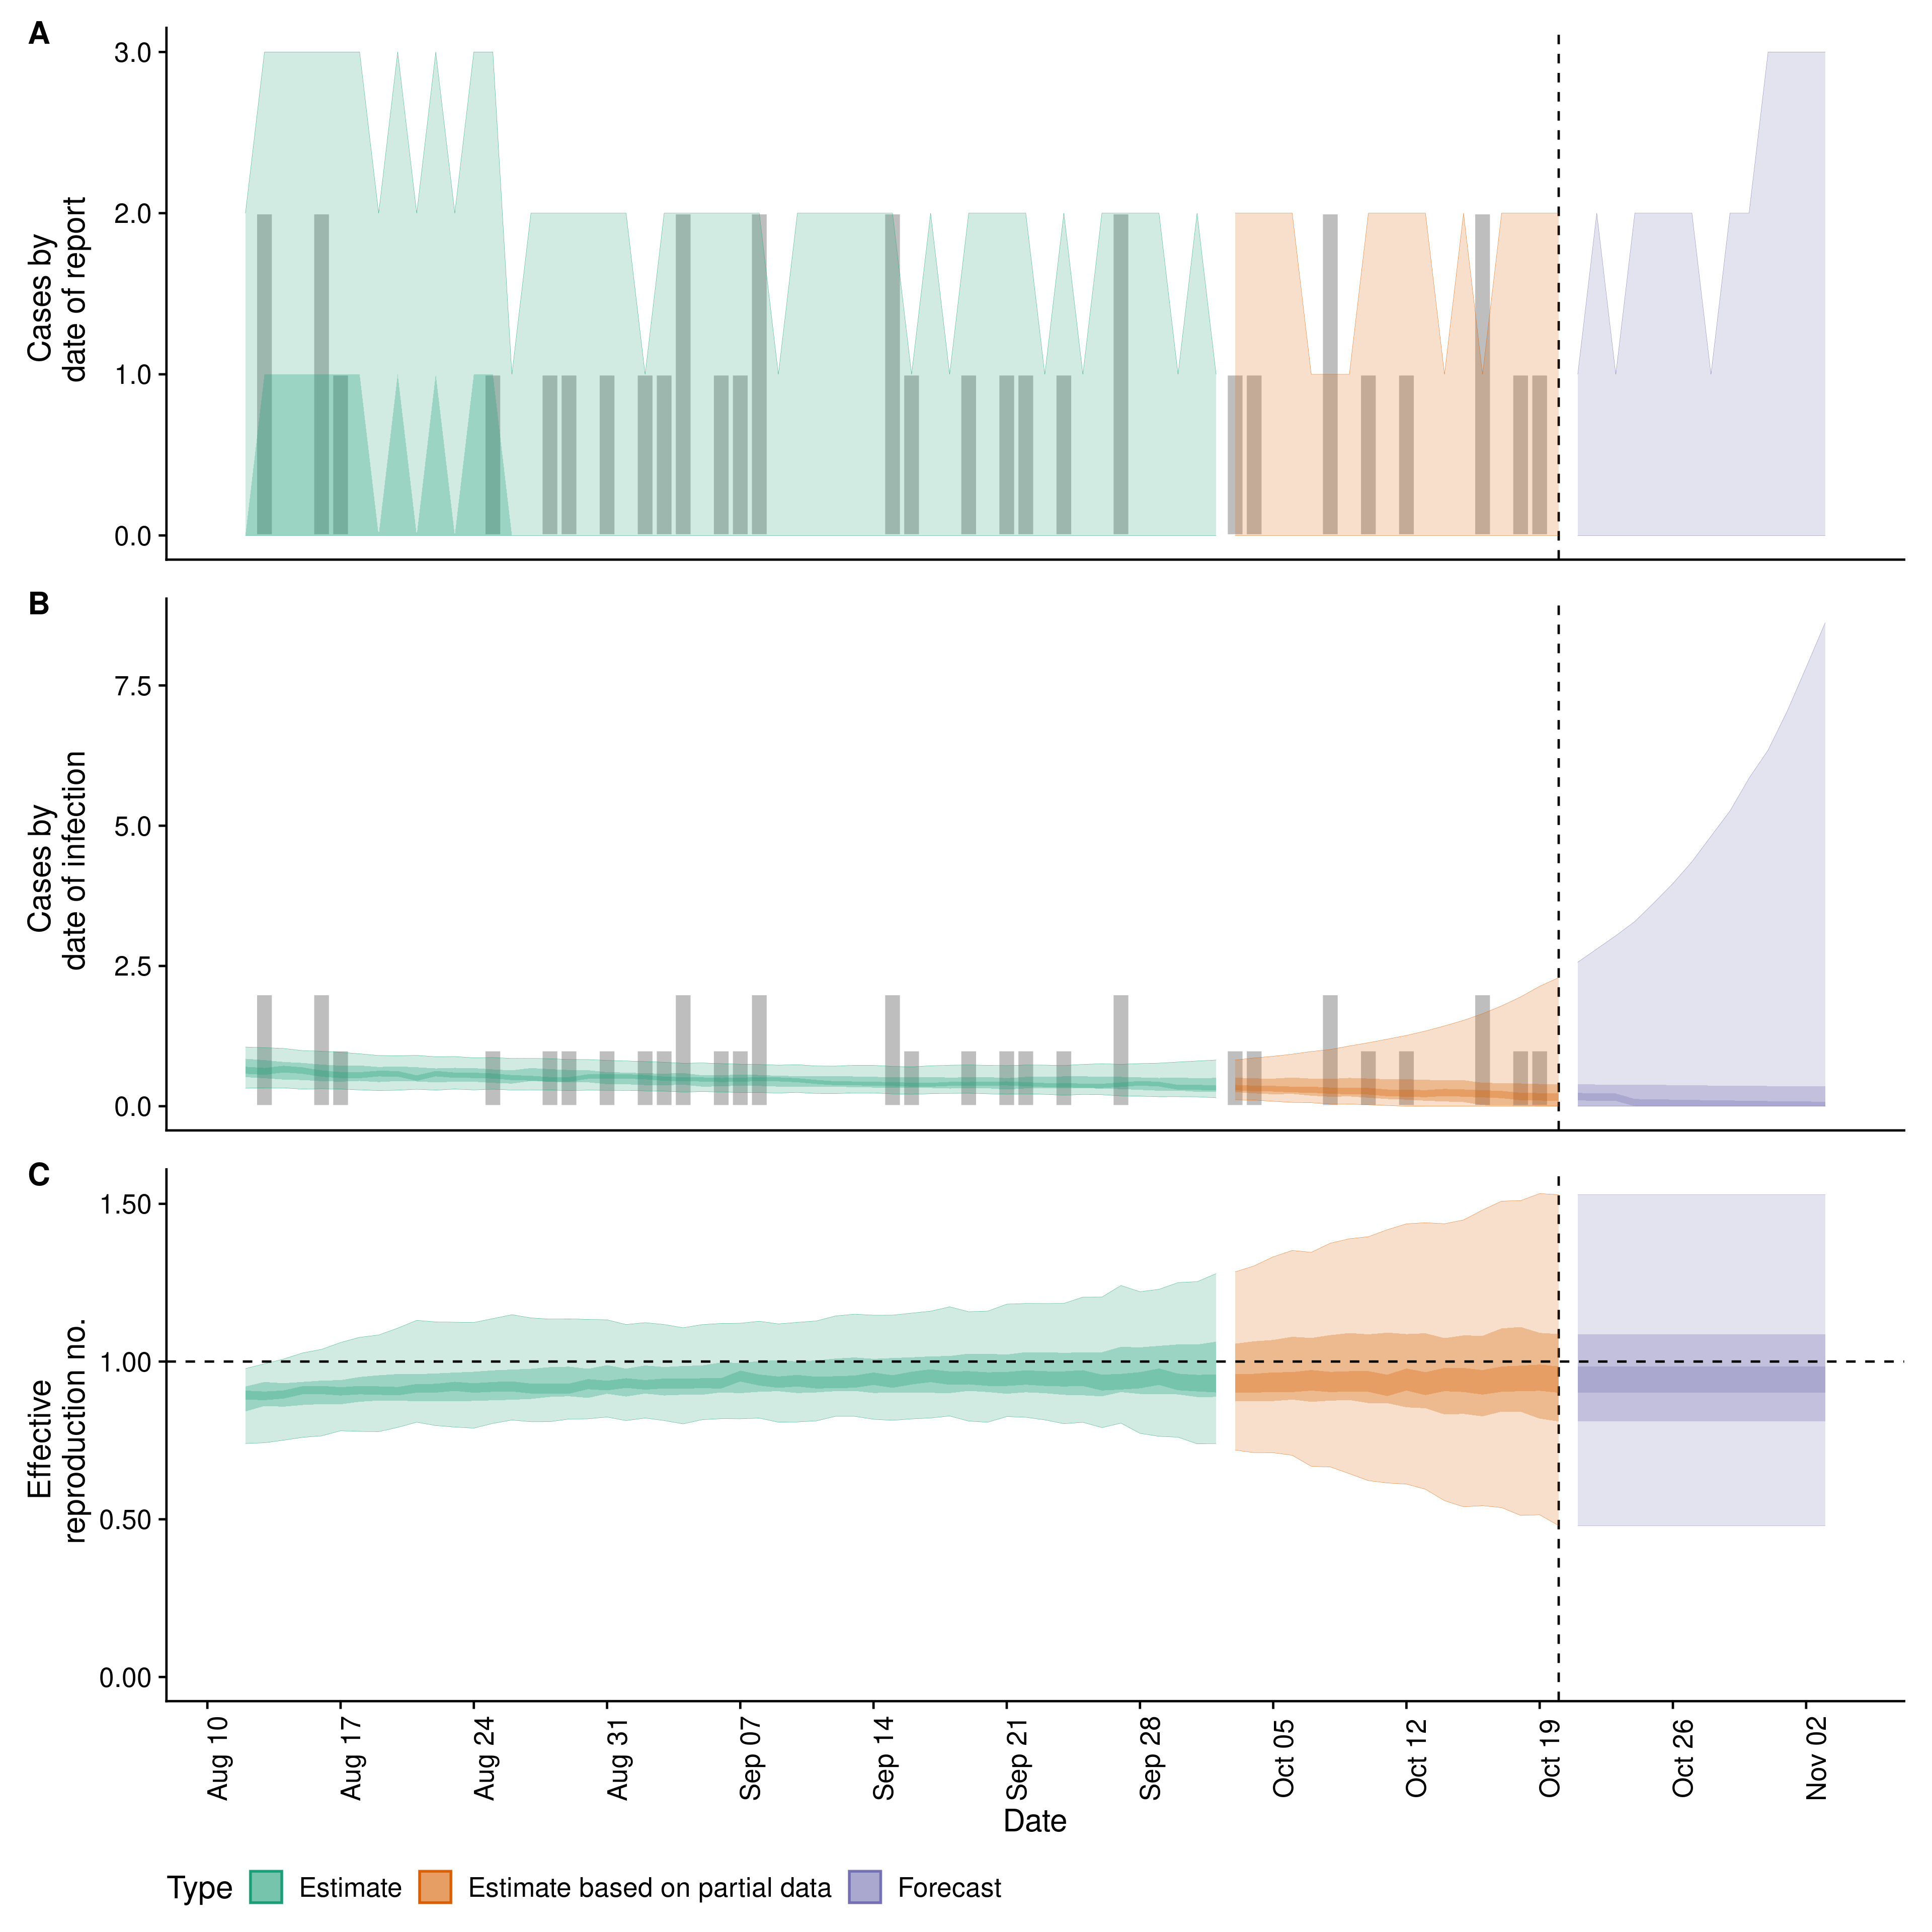 A
3.0
2.0
1.0
0.0
Cases by
date of report
B
7.5
5.0
2.5
0.0
Cases by
date of infection
C
1.50
1.00
0.50
0.00
Effective
reproduction no.
Aug 10
Aug 17
Aug 24
Aug 31
Sep 07
Sep 14
Sep 21
Sep 28
Oct 05
Oct 12
Oct 19
Oct 26
Nov 02
Date
Type Estimate Estimate based on partial data Forecast